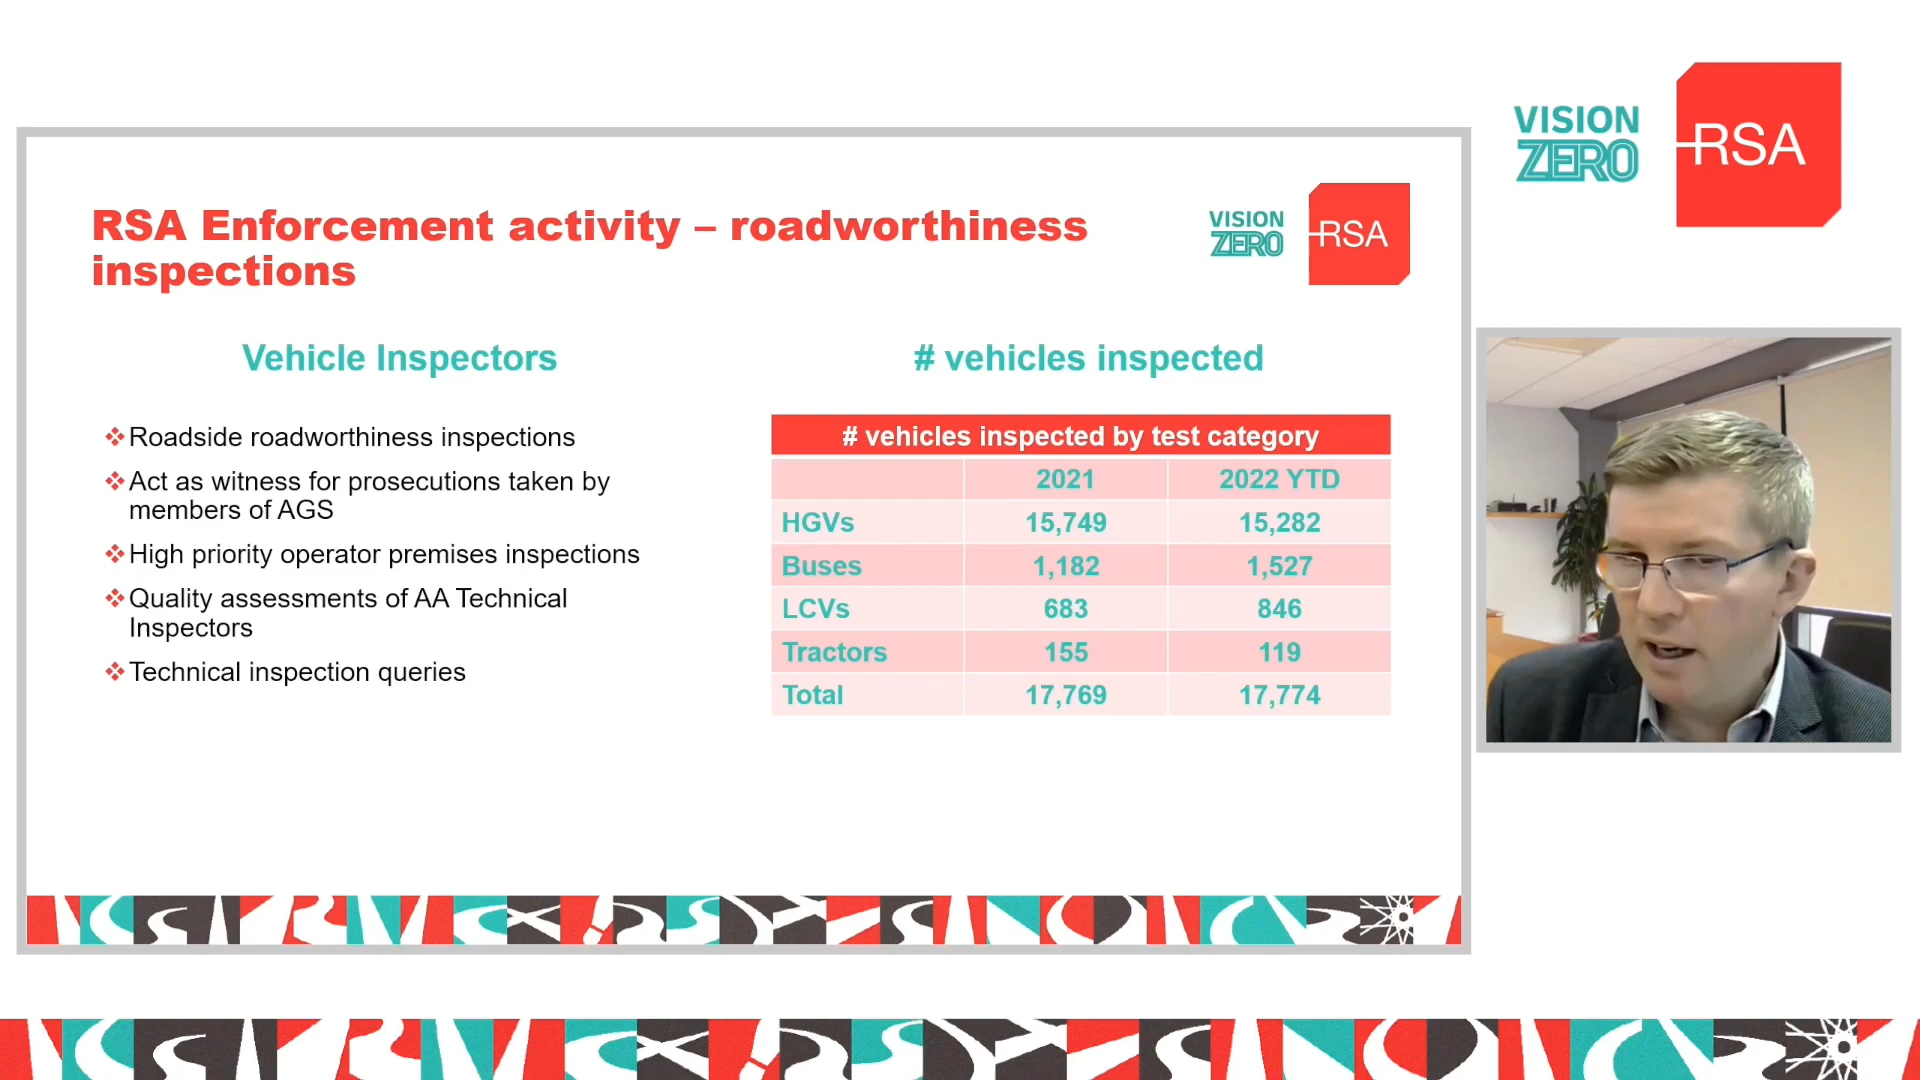 VISION
ZERO
RSA
RSA Enforcement activity – roadworthiness
inspections
VISION
ZERO
RSA
Vehicle Inspectors
Roadside roadworthiness inspections
Act as witness for prosecutions taken by
members of AGS
High priority operator premises inspections
Quality assessments of AA Technical
Inspectors
Technical inspection queries
# vehicles inspected
# vehicles inspected by test category
2021 2022 YTD
HGVs 15,749 15,282
Buses 1,182 1,527
LCVs 683 846
Tractors 155 119
Total 17,769 17,774